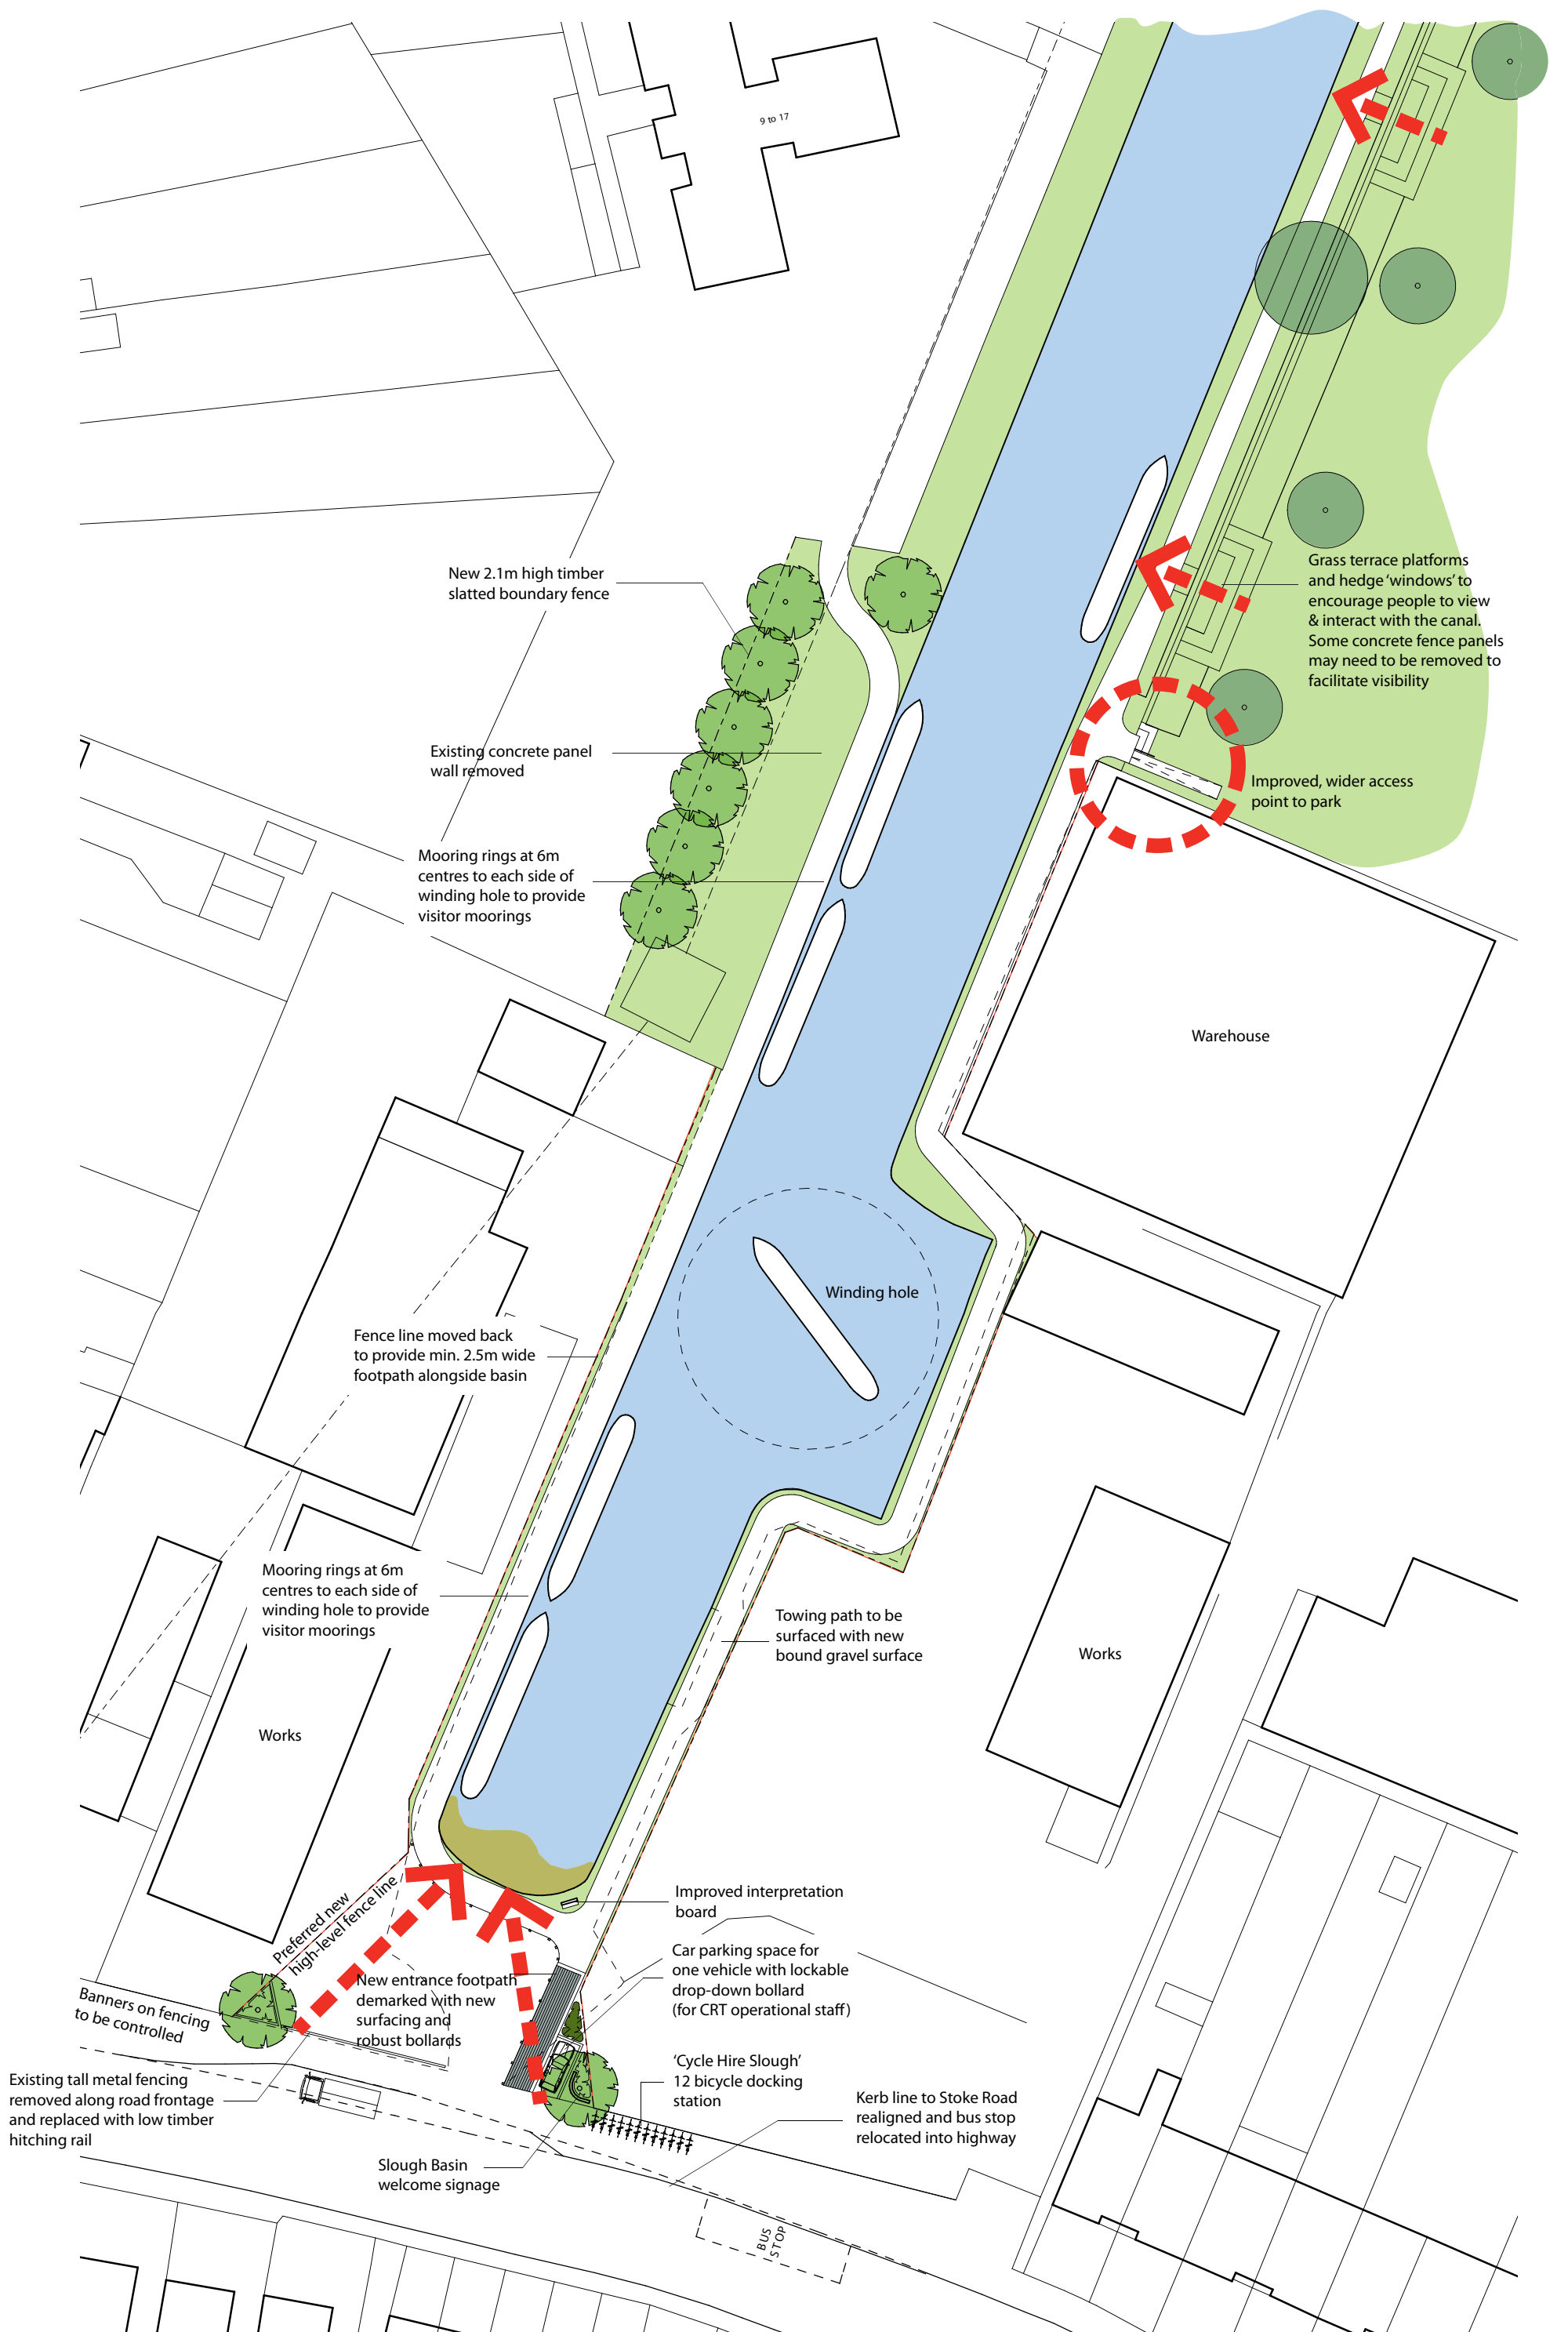 9 to 17
New 2.1m high timber
slatted boundary fence
Grass terrace platforms
and hedge ‘windows’ to
encourage people to view
& interact with the canal.
Some concrete fence panels
may need to be removed to
facilitate visibility
Existing concrete panel
wall removed
Improved, wider access
point to park
Mooring rings at 6m
centres to each side of
winding hole to provide
visitor moorings
Warehouse
Winding hole
Fence line moved back
to provide min. 2.5m wide
footpath alongside basin
Mooring rings at 6m
centres to each side of
winding hole to provide
visitor moorings
Towing path to be
surfaced with new
bound gravel surface
Works
Works
Improved interpretation
board
Preferred new
high-level fence line
Car parking space for
one vehicle with lockable
drop-down bollard
(for CRT operational staff)
New entrance footpath
demarked with new
surfacing and
robust bollards
Banners on fencing
to be controlled
‘Cycle Hire Slough’
12 bicycle docking
station
Existing tall metal fencing
removed along road frontage
and replaced with low timber
hitching rail
Kerb line to Stoke Road
realigned and bus stop
relocated into highway
Slough Basin
welcome signage
BUS
STOP